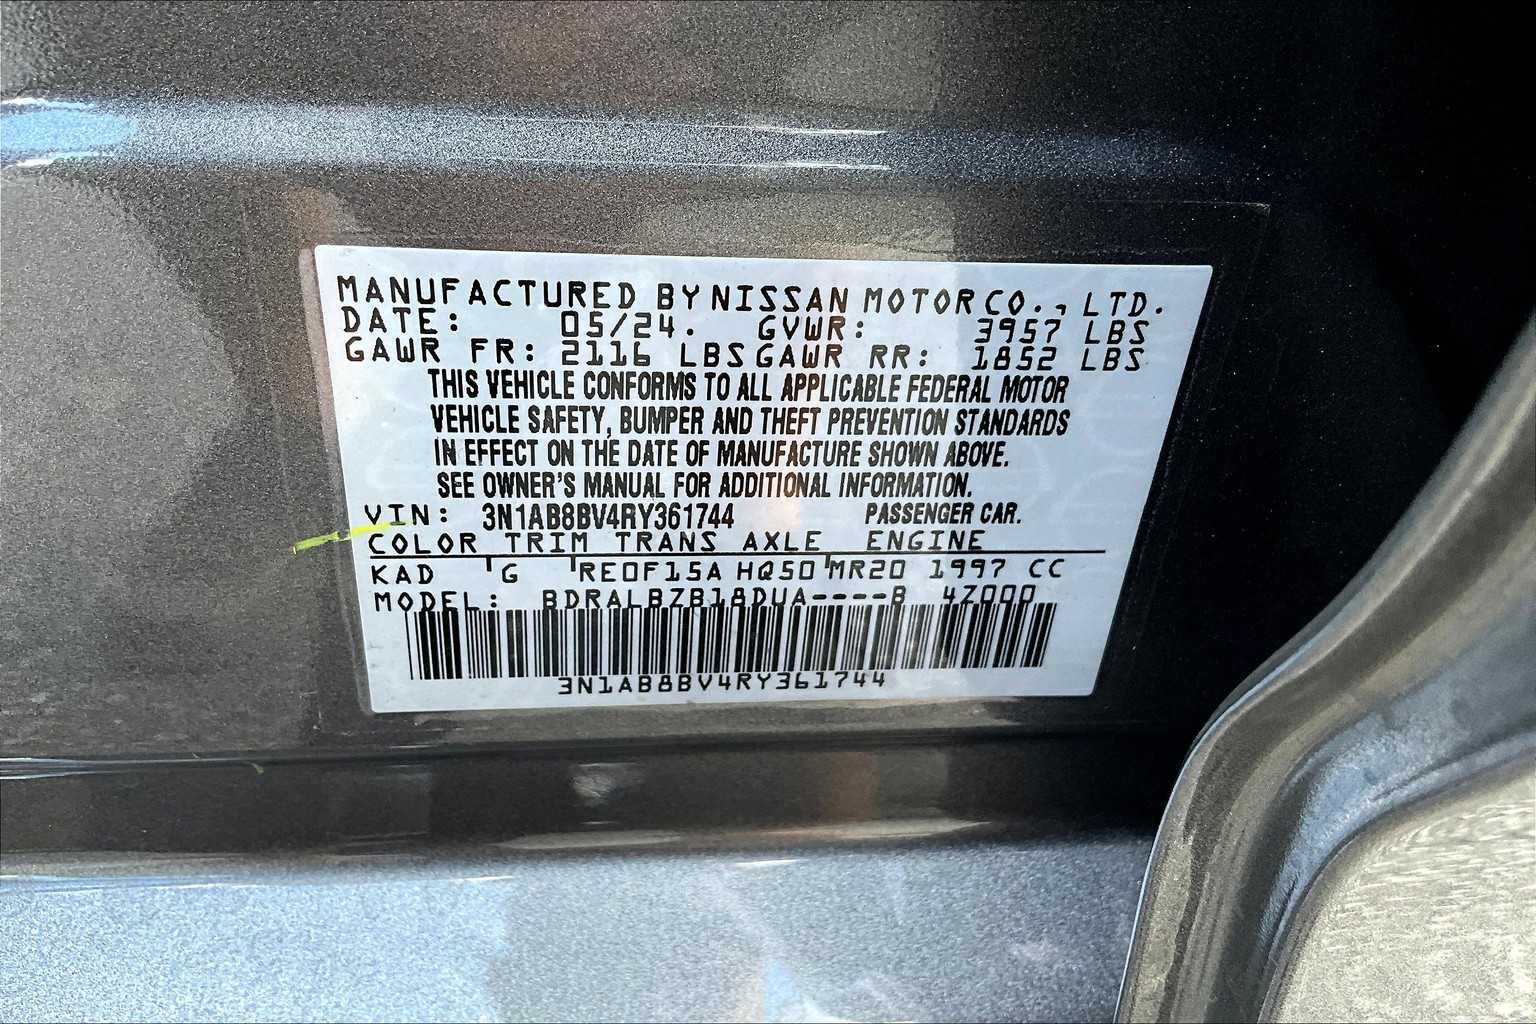 MANUFACTURED BY NISSAN MOTOR CO., LTD.
DATE: 05/24. GVWR: 3957 LBS
GAWR FR: 2116 LBS GAWR RR: 1852 LBS
THIS VEHICLE CONFORMS TO ALL APPLICABLE FEDERAL MOTOR
VEHICLE SAFETY, BUMPER AND THEFT PREVENTION STANDARDS
IN EFFECT ON THE DATE OF MANUFACTURE SHOWN ABOVE.
SEE OWNER'S MANUAL FOR ADDITIONAL INFORMATION.
VIN: 3N1AB8BV4RY361744 PASSENGER CAR.
COLOR TRIM TRANS AXLE ENGINE
KAD G RE0F15A HQ50 MR20 1997 CC
MODEL: BDRALBZB18DUA----B 4Z000
3N1AB8BV4RY361744